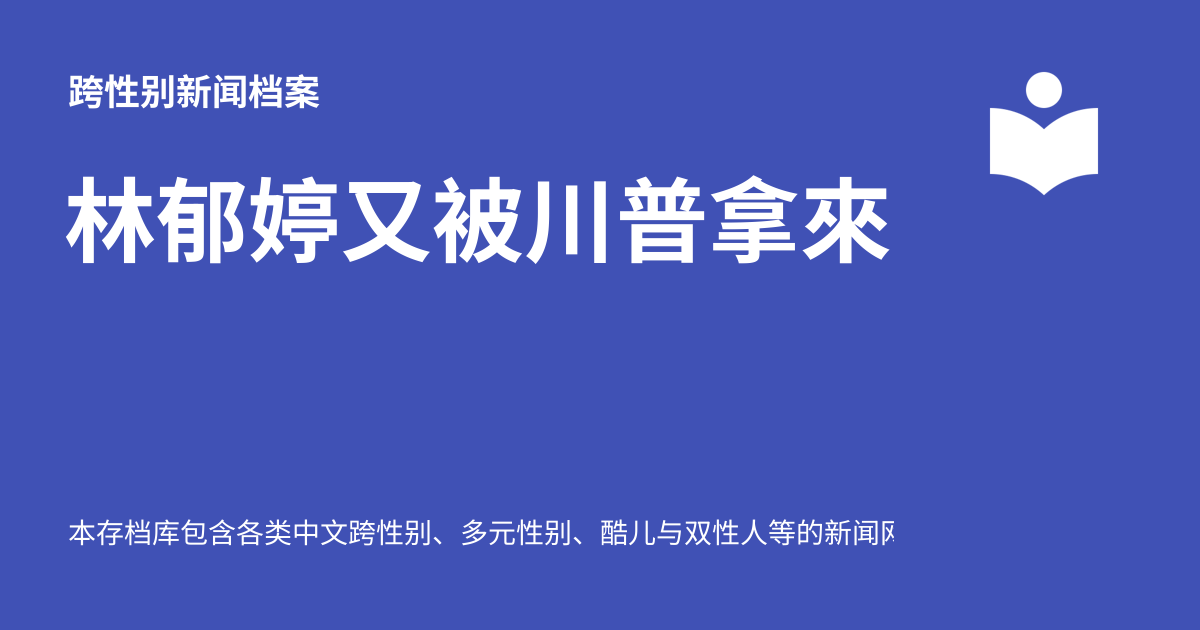 跨性别新闻档案
林郁婷又被川普拿來
本存档库包含各类中文跨性别、多元性别、酷儿与双性人等的新闻网